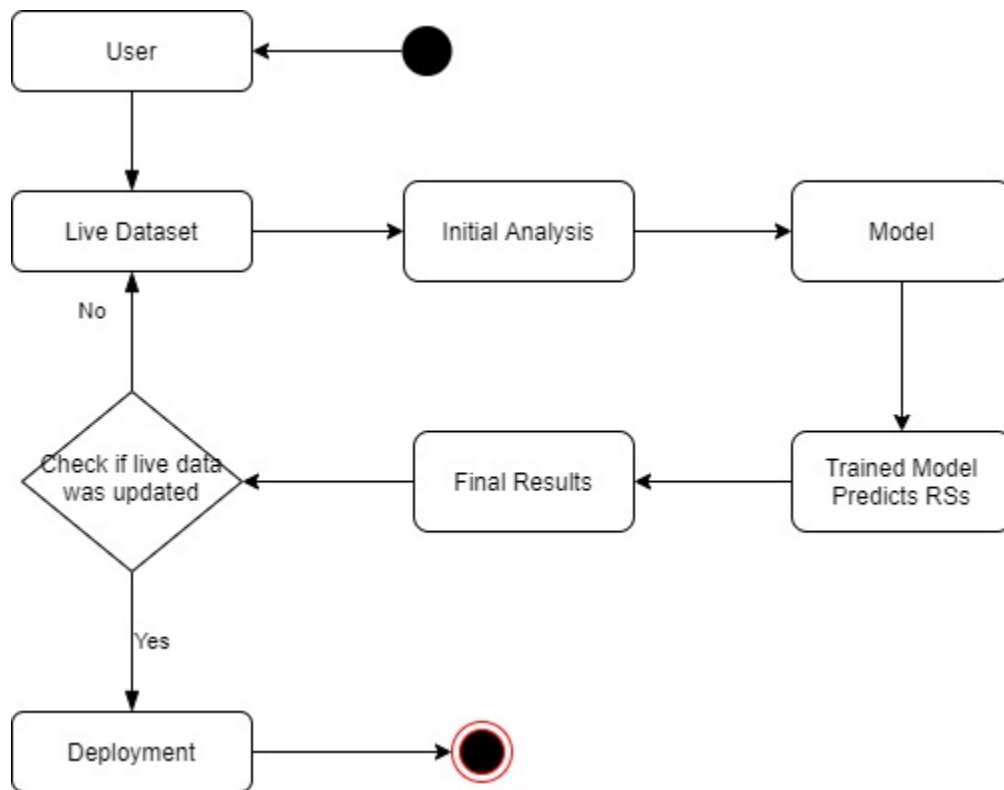 User
Live Dataset
Initial Analysis
Model
No
Check if live data
was updated
Final Results
Trained Model
Predicts RSs
Yes
Deployment